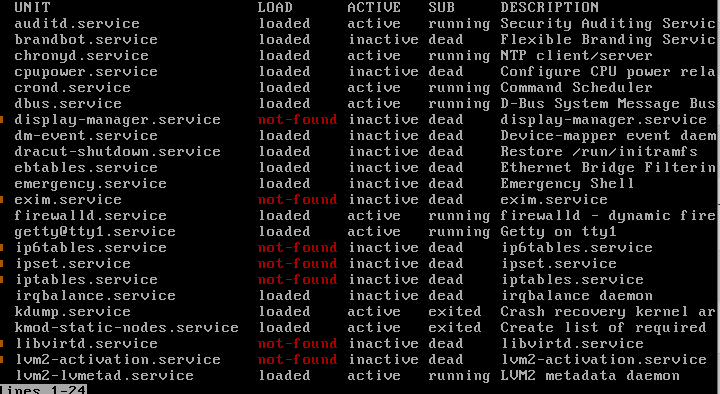 UNIT LOAD ACTIVE SUB DESCRIPTION
auditd.service loaded active running Security Auditing Servic
brandbot.service loaded inactive dead Flexible Branding Servic
chronyd.service loaded active running NTP client/server
cpupower.service loaded inactive dead Configure CPU power rela
crond.service loaded active running Command Scheduler
dbus.service loaded active running D-Bus System Message Bus
display-manager.service not-found inactive dead display-manager.service
dm-event.service loaded inactive dead Device-mapper event daem
dracut-shutdown.service loaded inactive dead Restore /run/initramfs
ebtables.service loaded inactive dead Ethernet Bridge Filterin
emergency.service loaded inactive dead Emergency Shell
exim.service not-found inactive dead exim.service
firewalld.service loaded active running firewalld - dynamic fire
getty@tty1.service loaded active running Getty on tty1
ip6tables.service not-found inactive dead ip6tables.service
ipset.service not-found inactive dead ipset.service
iptables.service not-found inactive dead iptables.service
irqbalance.service loaded inactive dead irqbalance daemon
kdump.service loaded active exited Crash recovery kernel ar
kmod-static-nodes.service loaded active exited Create list of required
libvirtd.service not-found inactive dead libvirtd.service
lvm2-activation.service not-found inactive dead lvm2-activation.service
lvm2-lvmetad.service loaded active running LVM2 metadata daemon
lines 1-24